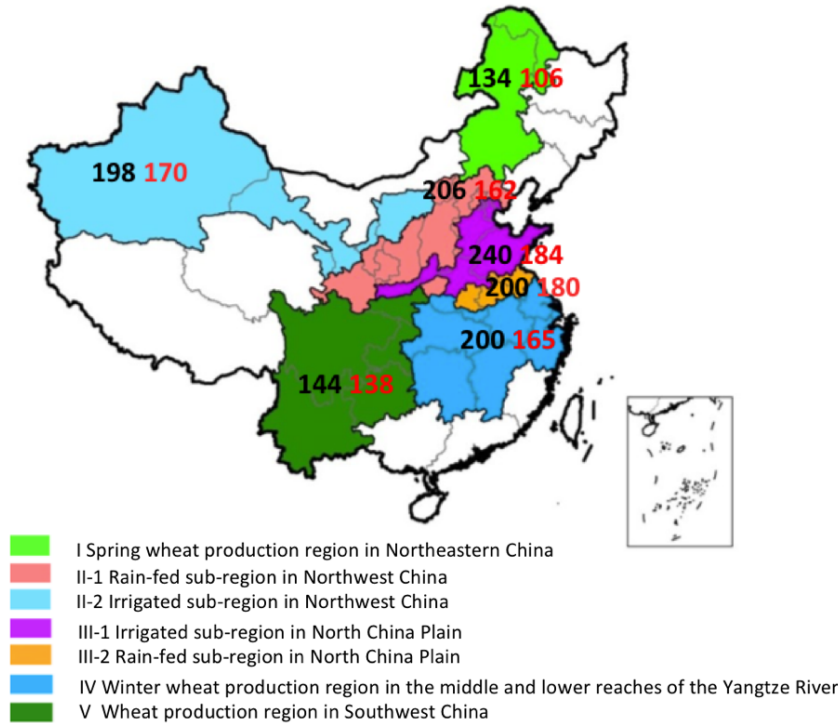 134 106
198 170
206 162
240 184
200 180
200 165
144 138
I Spring wheat production region in Northeastern China
II-1 Rain-fed sub-region in Northwest China
II-2 Irrigated sub-region in Northwest China
III-1 Irrigated sub-region in North China Plain
III-2 Rain-fed sub-region in North China Plain
IV Winter wheat production region in the middle and lower reaches of the Yangtze River
V Wheat production region in Southwest China